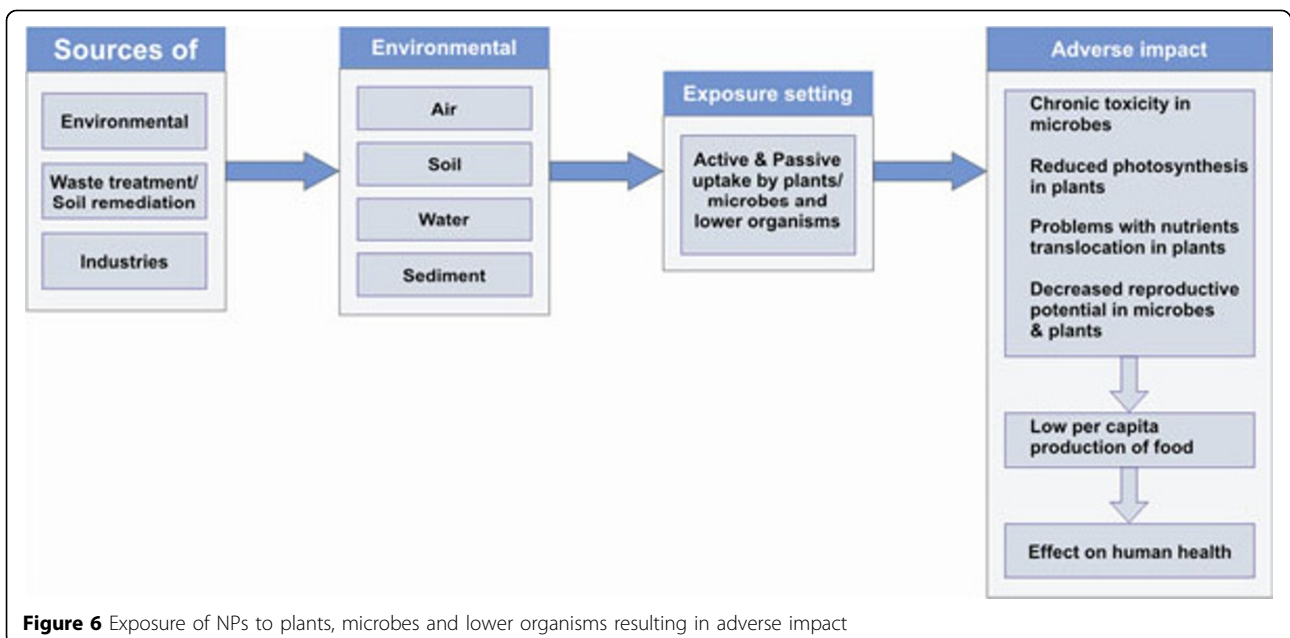 Sources of
Environmental
Waste treatment/
Soil remediation
Industries
Environmental
Air
Soil
Water
Sediment
Exposure setting
Active & Passive
uptake by plants/
microbes and
lower organisms
Adverse impact
Chronic toxicity in
microbes
Reduced photosynthesis
in plants
Problems with nutrients
translocation in plants
Decreased reproductive
potential in microbes
& plants
Low per capita
production of food
Effect on human health
Figure 6 Exposure of NPs to plants, microbes and lower organisms resulting in adverse impact